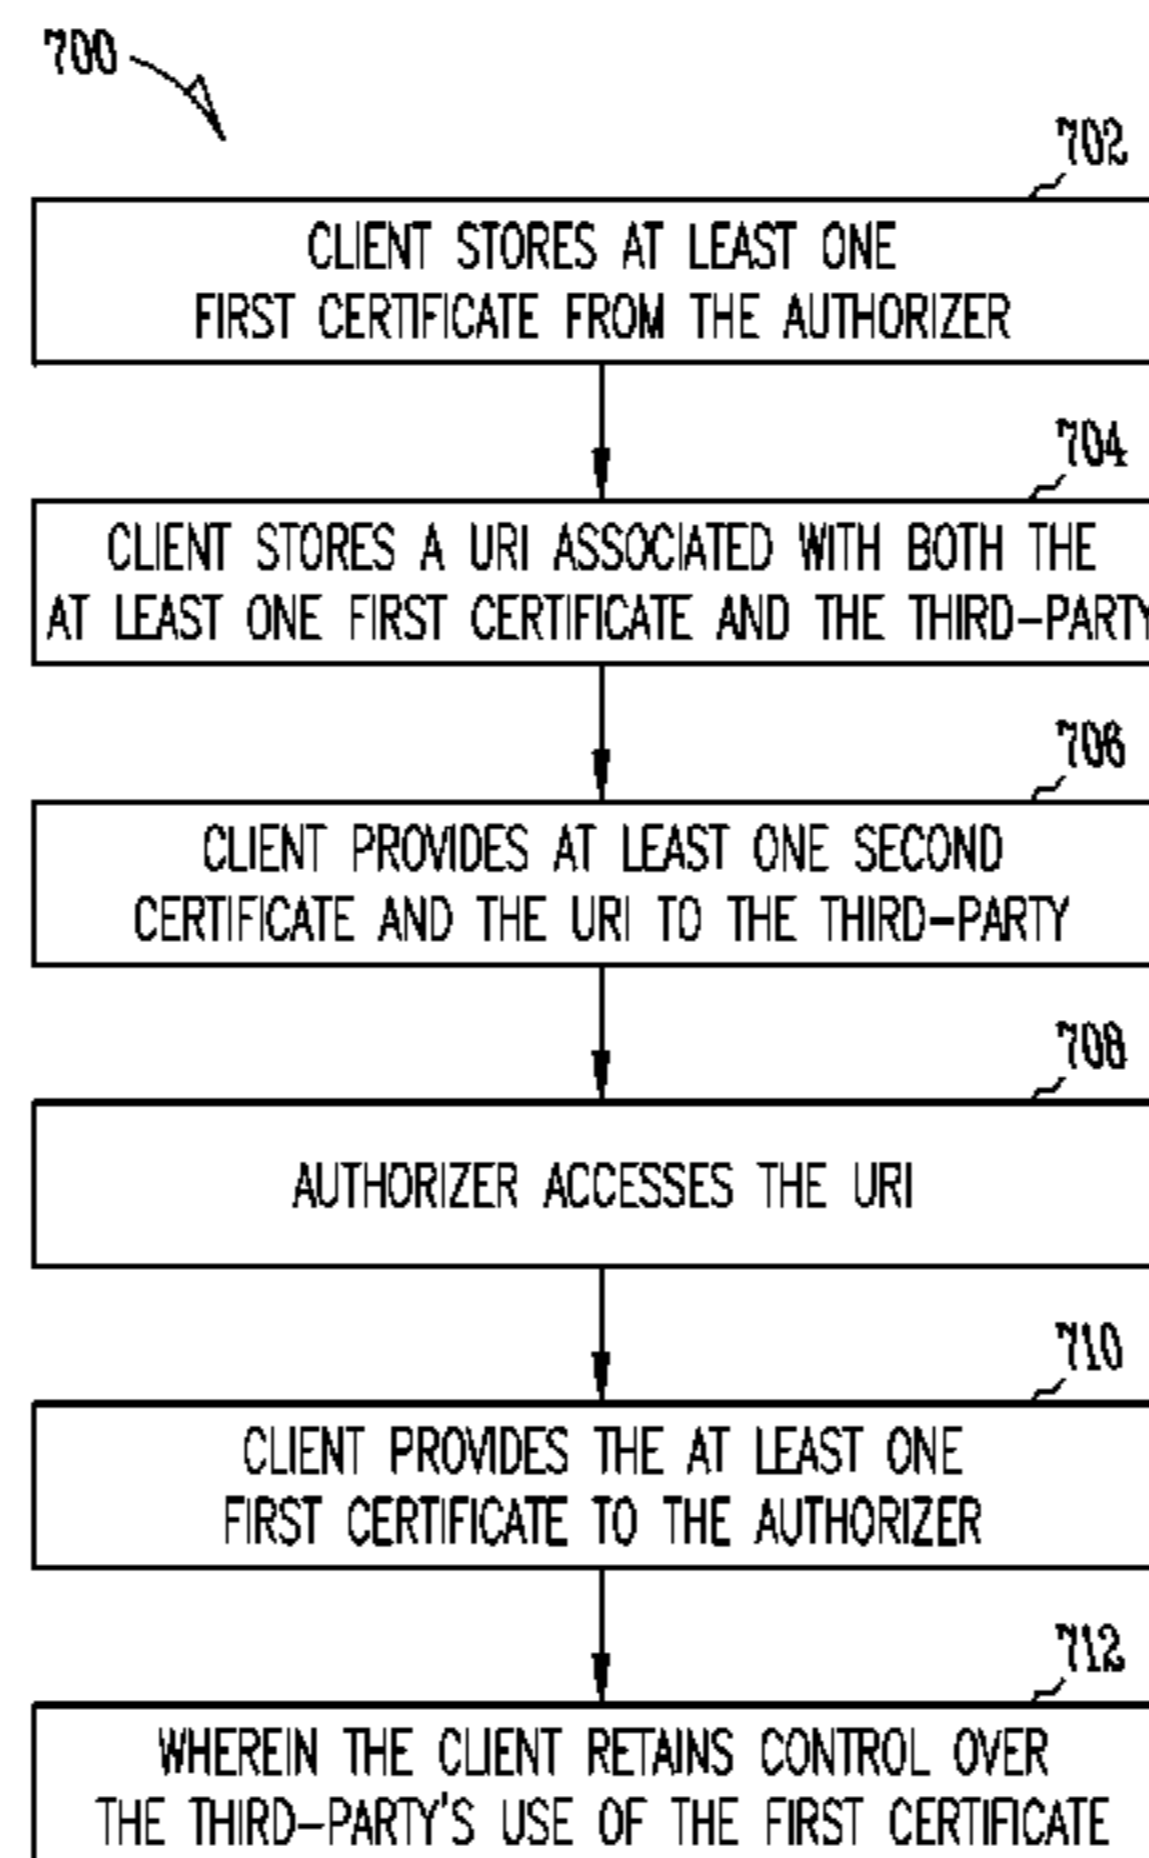 700
702
CLIENT STORES AT LEAST ONE
FIRST CERTIFICATE FROM THE AUTHORIZER
704
CLIENT STORES A URI ASSOCIATED WITH BOTH THE
AT LEAST ONE FIRST CERTIFICATE AND THE THIRD-PARTY
706
CLIENT PROVIDES AT LEAST ONE SECOND
CERTIFICATE AND THE URI TO THE THIRD-PARTY
708
AUTHORIZER ACCESSES THE URI
710
CLIENT PROVIDES THE AT LEAST ONE
FIRST CERTIFICATE TO THE AUTHORIZER
712
WHEREIN THE CLIENT RETAINS CONTROL OVER
THE THIRD-PARTY'S USE OF THE FIRST CERTIFICATE